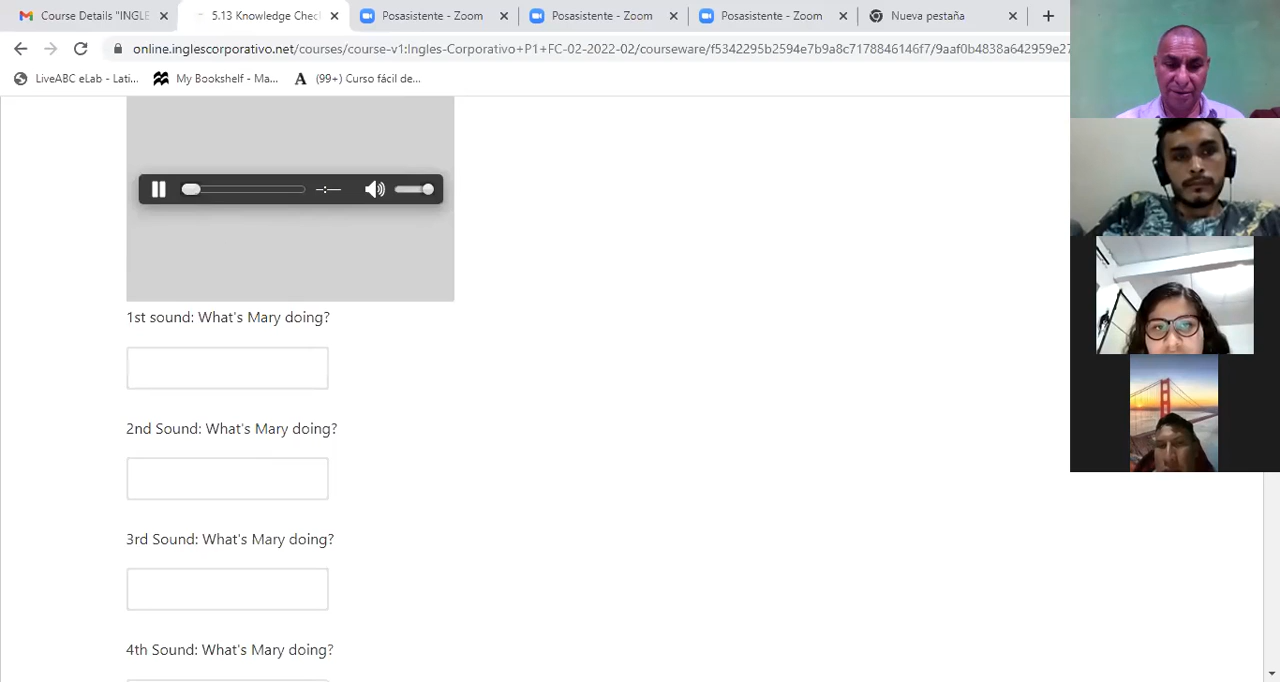 Course Details "INGLE
5.13 Knowledge Chec
Posasistente - Zoom
Posasistente - Zoom
Posasistente - Zoom
Nueva pestaña
online.inglescorporativo.net/courses/course-v1:Ingles-Corporativo+P1+FC-02-2022-02/courseware/f5342295b2594e7b9a8c7178846146f7/9aaf0b4838a642959e27
LiveABC eLab - Lati...
My Bookshelf - Ma...
(99+) Curso fácil de...
-:--
1st sound: What's Mary doing?
2nd Sound: What's Mary doing?
3rd Sound: What's Mary doing?
4th Sound: What's Mary doing?